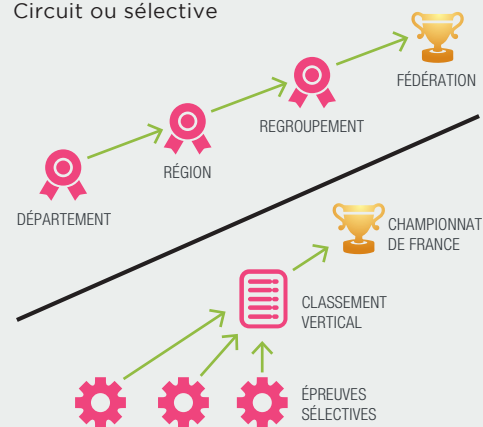 Circuit ou sélective
FÉDÉRATION
REGROUPEMENT
RÉGION
DÉPARTEMENT
CHAMPIONNAT
DE FRANCE
CLASSEMENT
VERTICAL
ÉPREUVES
SÉLECTIVES